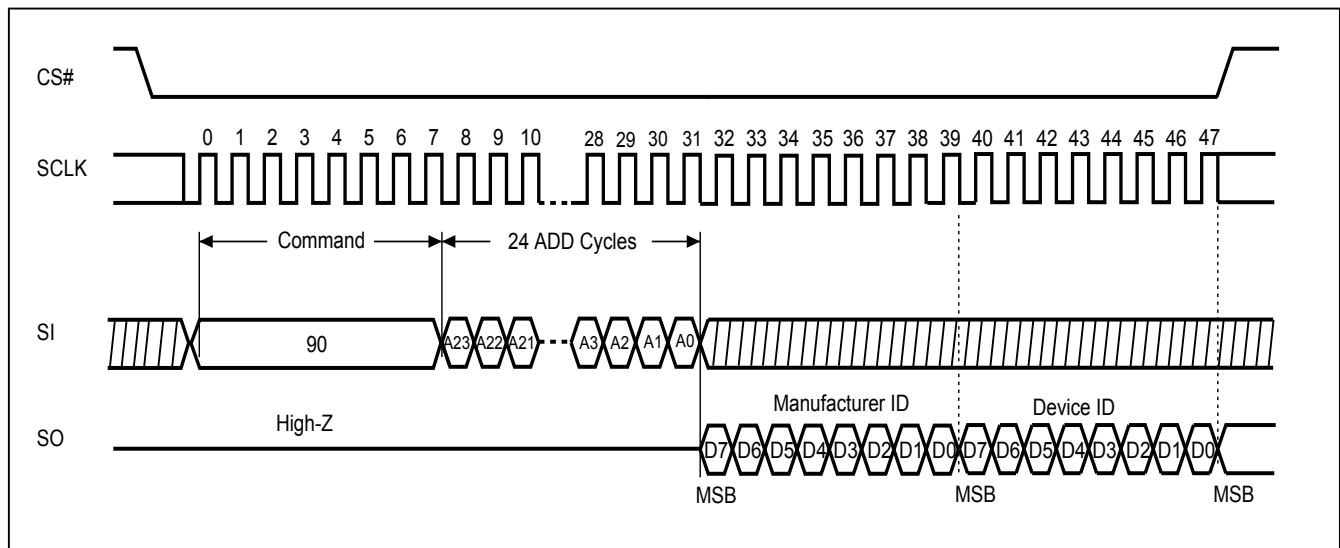 CS#
0 1 2 3 4 5 6 7 8 9 10 28 29 30 31 32 33 34 35 36 37 38 39 40 41 42 43 44 45 46 47
SCLK
Command 24 ADD Cycles
SI 90 A23 A22 A21 A3 A2 A1 A0
Manufacturer ID Device ID
High-Z
SO D7 D6 D5 D4 D3 D2 D1 D0 D7 D6 D5 D4 D3 D2 D1 D0
MSB MSB MSB